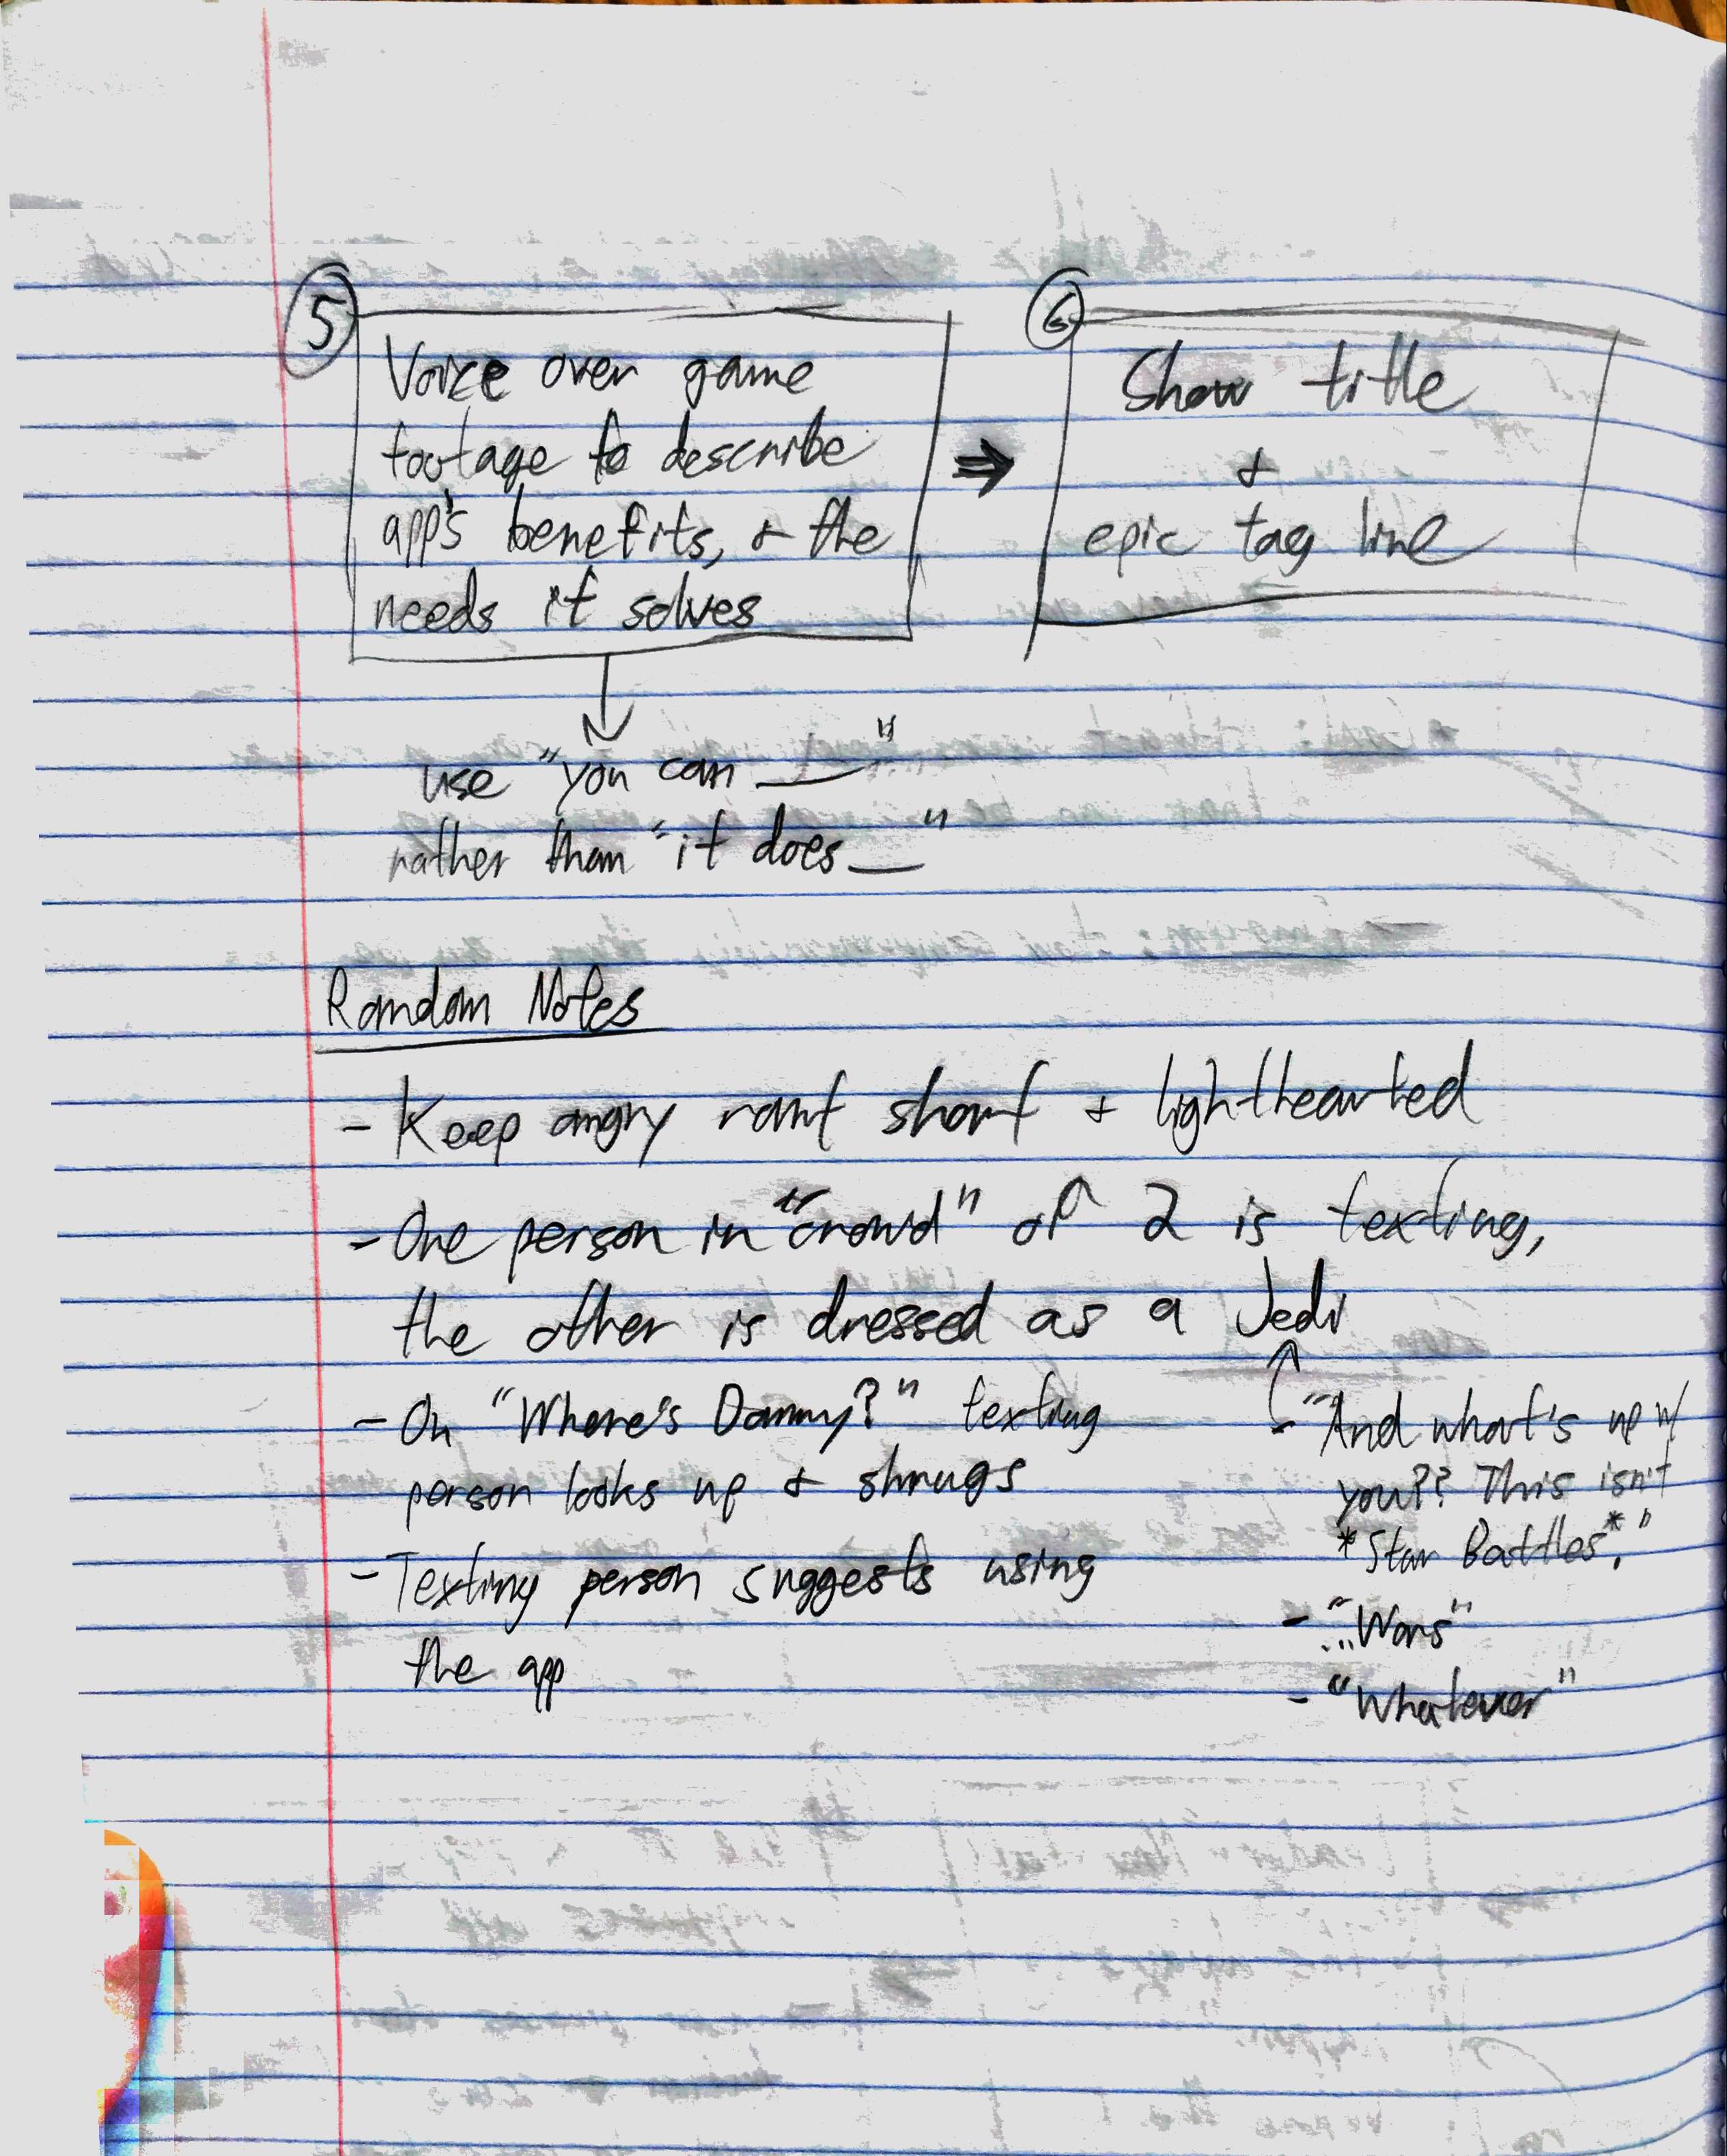 5
Voice over game
footage to describe
app's benefits, & the
needs it solves
6
Show title
&
epic tag line
use "you can ___"
rather than "it does ___"
Random Notes
- Keep angry rant short & lighthearted
- One person in "crowd" of 2 is texting,
the other is dressed as a Jedi
- On "Where's Danny?" texting
person looks up & shrugs
- Texting person suggests using
the app
- "And what's up w/
you?? This isn't
*Star Battles*."
- "...Wars"
- "Whatever"